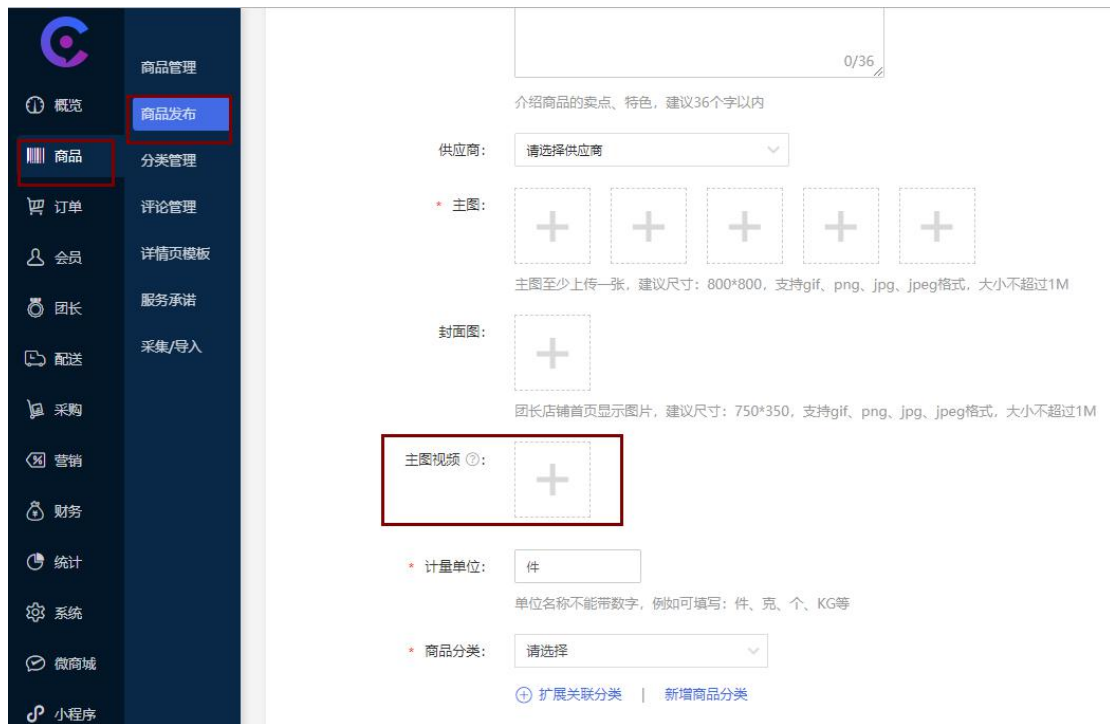 概览
商品
订单
会员
团长
配送
采购
营销
财务
统计
系统
微商城
小程序
商品管理
商品发布
分类管理
评论管理
详情页模板
服务承诺
采集/导入
0/36
介绍商品的卖点、特色，建议36个字以内
供应商： 请选择供应商
* 主图：
主图至少上传一张，建议尺寸：800*800，支持gif、png、jpg、jpeg格式，大小不超过1M
封面图：
团长店铺首页显示图片，建议尺寸：750*350，支持gif、png、jpg、jpeg格式，大小不超过1M
主图视频 ?：
* 计量单位： 件
单位名称不能带数字，例如可填写：件、克、个、KG等
* 商品分类： 请选择
扩展关联分类 | 新增商品分类